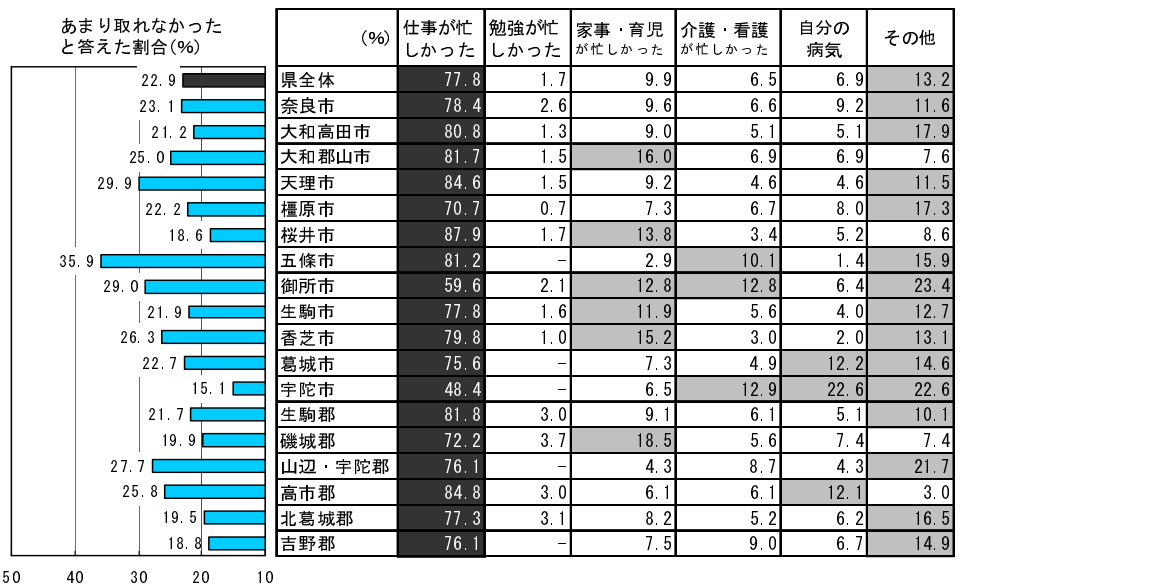 あまり取れなかった
と答えた割合(%)
(%) 仕事が忙しかった 勉強が忙しかった 家事・育児が忙しかった 介護・看護が忙しかった 自分の病気 その他
22.9 県全体 77.8 1.7 9.9 6.5 6.9 13.2
23.1 奈良市 78.4 2.6 9.6 6.6 9.2 11.6
21.2 大和高田市 80.8 1.3 9.0 5.1 5.1 17.9
25.0 大和郡山市 81.7 1.5 16.0 6.9 6.9 7.6
29.9 天理市 84.6 1.5 9.2 4.6 4.6 11.5
22.2 橿原市 70.7 0.7 7.3 6.7 8.0 17.3
18.6 桜井市 87.9 1.7 13.8 3.4 5.2 8.6
35.9 五條市 81.2 － 2.9 10.1 1.4 15.9
29.0 御所市 59.6 2.1 12.8 12.8 6.4 23.4
21.9 生駒市 77.8 1.6 11.9 5.6 4.0 12.7
26.3 香芝市 79.8 1.0 15.2 3.0 2.0 13.1
22.7 葛城市 75.6 － 7.3 4.9 12.2 14.6
15.1 宇陀市 48.4 － 6.5 12.9 22.6 22.6
21.7 生駒郡 81.8 3.0 9.1 6.1 5.1 10.1
19.9 磯城郡 72.2 3.7 18.5 5.6 7.4 7.4
27.7 山辺・宇陀郡 76.1 － 4.3 8.7 4.3 21.7
25.8 高市郡 84.8 3.0 6.1 6.1 12.1 3.0
19.5 北葛城郡 77.3 3.1 8.2 5.2 6.2 16.5
18.8 吉野郡 76.1 － 7.5 9.0 6.7 14.9
50 40 30 20 10